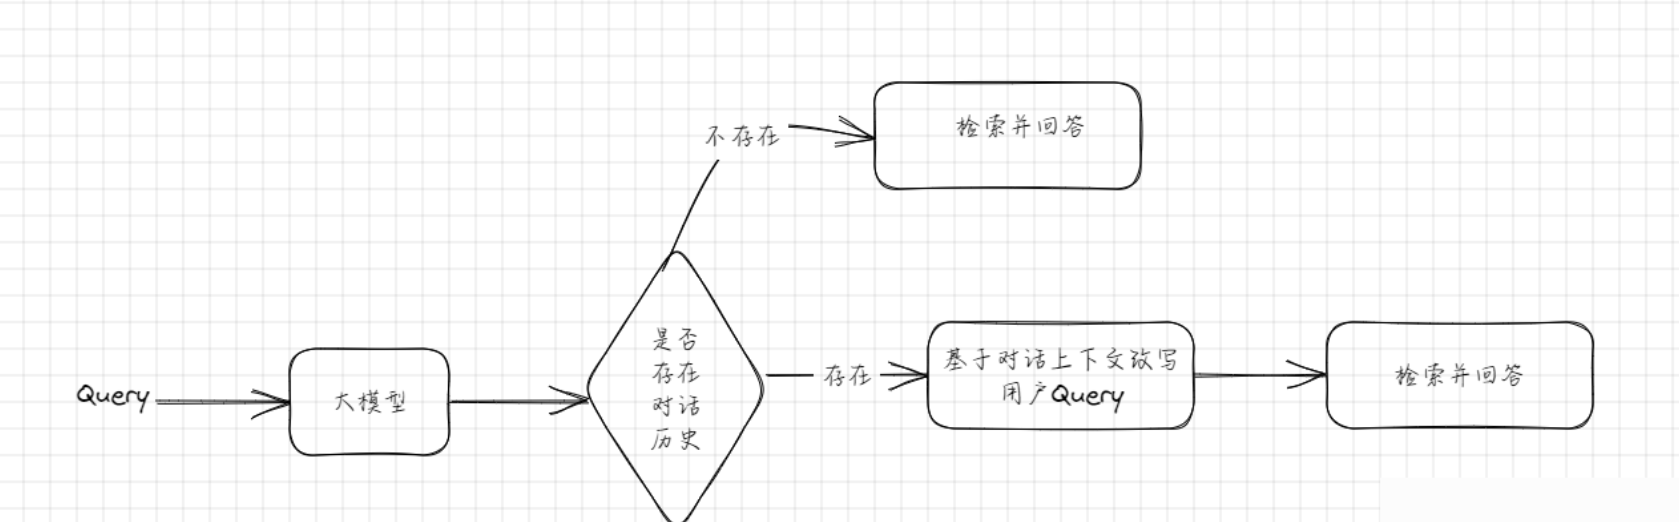 不存在
检索并回答
Query
大模型
是否
存在
对话
历史
存在
基于对话上下文改写
用户Query
检索并回答